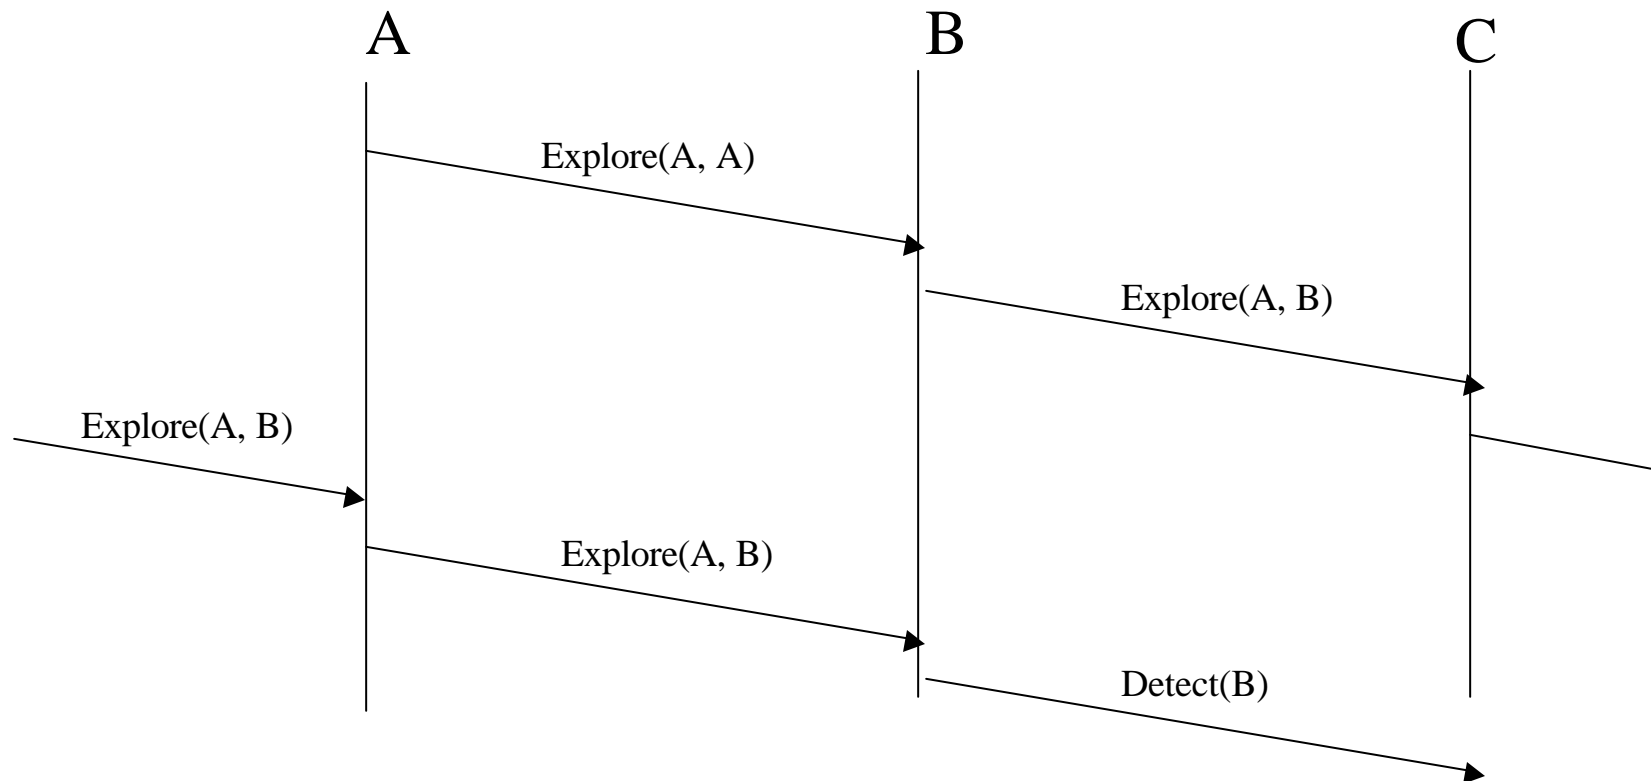 A
B
C
Explore(A, A)
Explore(A, B)
Explore(A, B)
Explore(A, B)
Detect(B)